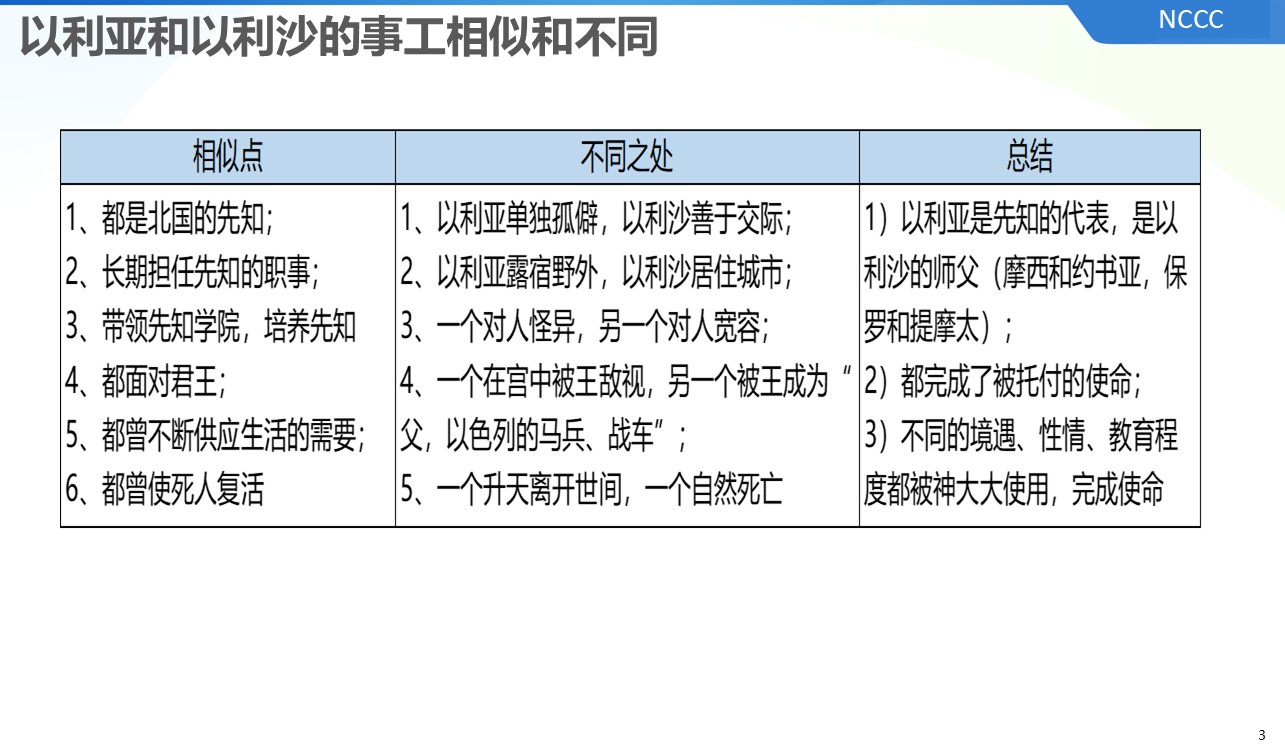 以利亚和以利沙的事工相似和不同
NCCC
相似点
不同之处
总结
1、都是北国的先知；
2、长期担任先知的职事；
3、带领先知学院，培养先知
4、都面对君王；
5、都曾不断供应生活的需要；
6、都曾使死人复活
1、以利亚单独孤僻，以利沙善于交际；
2、以利亚露宿野外，以利沙居住城市；
3、一个对人怪异，另一个对人宽容；
4、一个在宫中被王敌视，另一个被王成为“
父，以色列的马兵、战车”；
5、一个升天离开世间，一个自然死亡
1）以利亚是先知的代表，是以
利沙的师父（摩西和约书亚，保
罗和提摩太）；
2）都完成了被托付的使命；
3）不同的境遇、性情、教育程
度都被神大大使用，完成使命
3